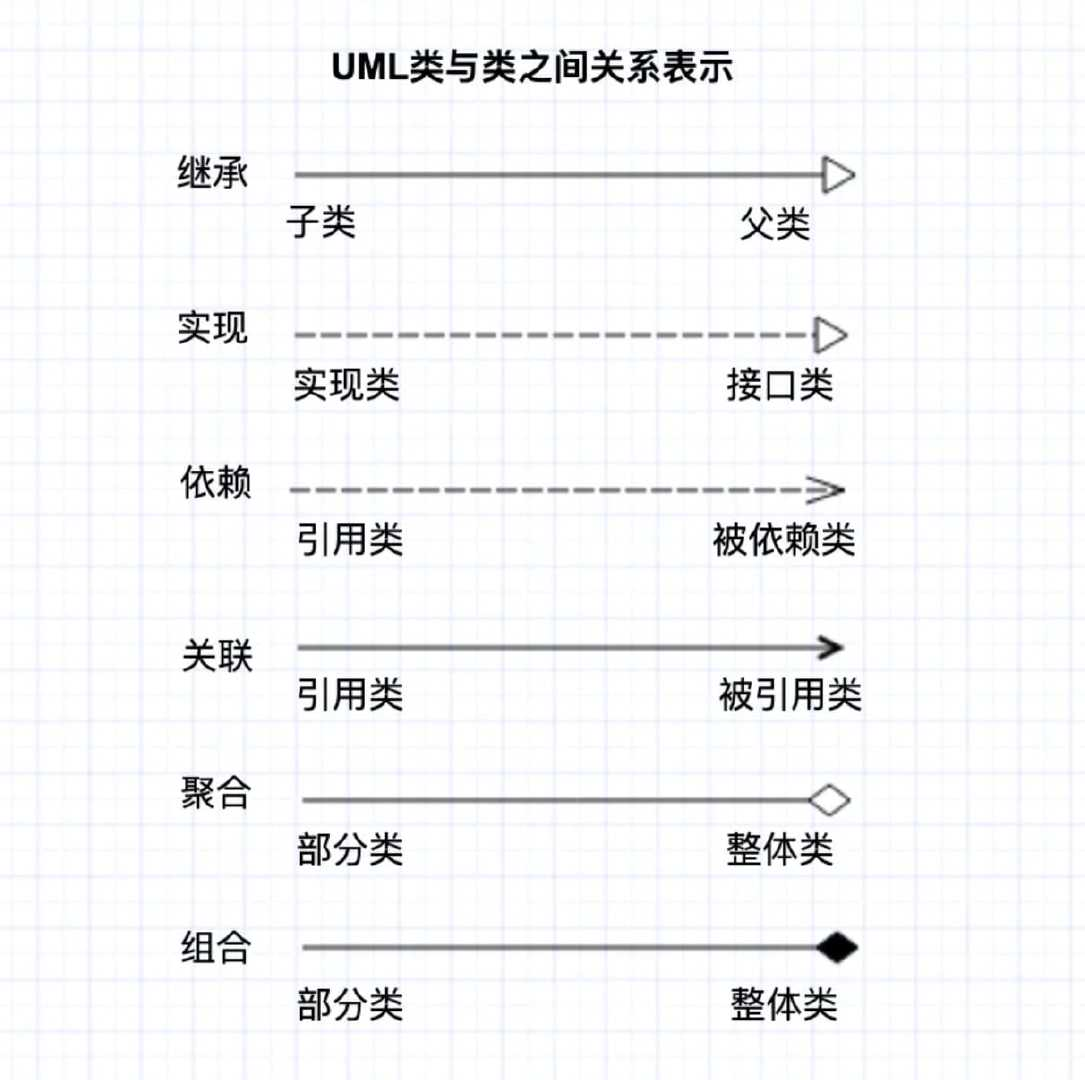 UML类与类之间关系表示
继承
子类 父类
实现
实现类 接口类
依赖
引用类 被依赖类
关联
引用类 被引用类
聚合
部分类 整体类
组合
部分类 整体类